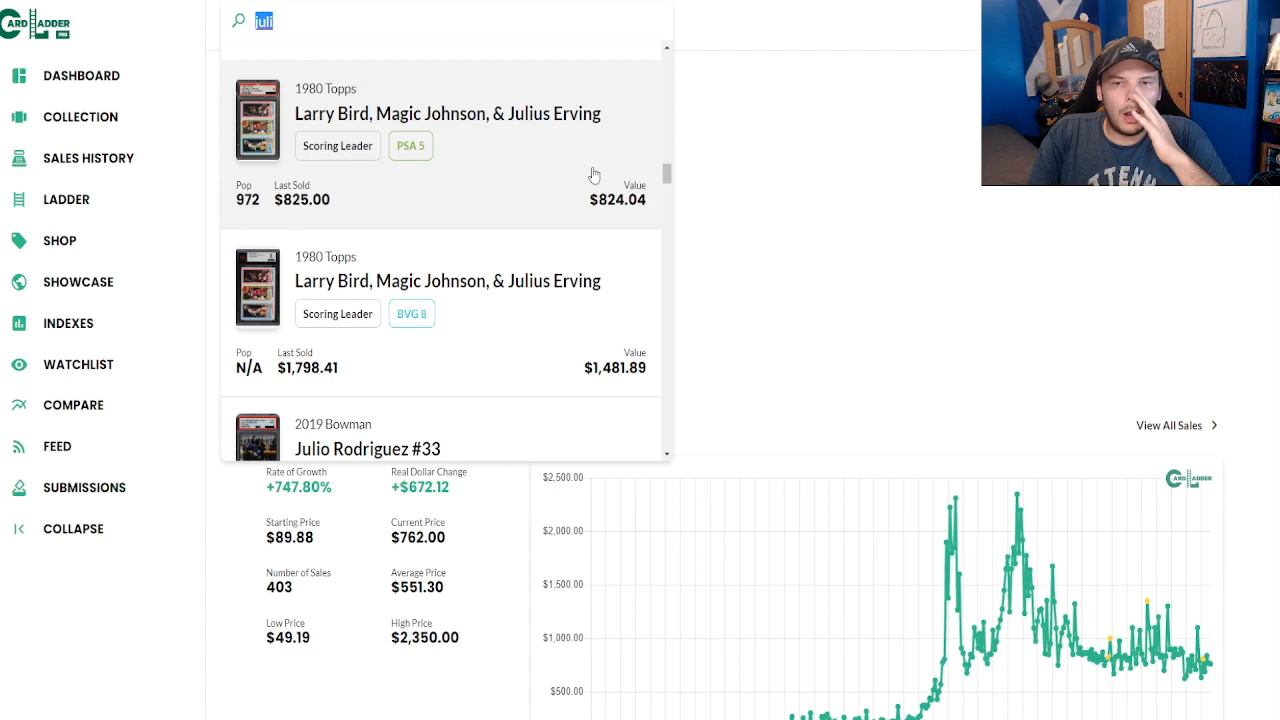 CARD LADDER
PRO
juli
DASHBOARD
COLLECTION
SALES HISTORY
LADDER
SHOP
SHOWCASE
INDEXES
WATCHLIST
COMPARE
FEED
SUBMISSIONS
COLLAPSE
1980 Topps
Larry Bird, Magic Johnson, & Julius Erving
Scoring Leader PSA 5
Pop Last Sold Value
972 $825.00 $824.04
1980 Topps
Larry Bird, Magic Johnson, & Julius Erving
Scoring Leader BVG 8
Pop Last Sold Value
N/A $1,798.41 $1,481.89
2019 Bowman
Julio Rodriguez #33
View All Sales
Rate of Growth Real Dollar Change
+747.80% +$672.12
Starting Price Current Price
$89.88 $762.00
Number of Sales Average Price
403 $551.30
Low Price High Price
$49.19 $2,350.00
$2,500.00
$2,000.00
$1,500.00
$1,000.00
$500.00
CARD LADDER